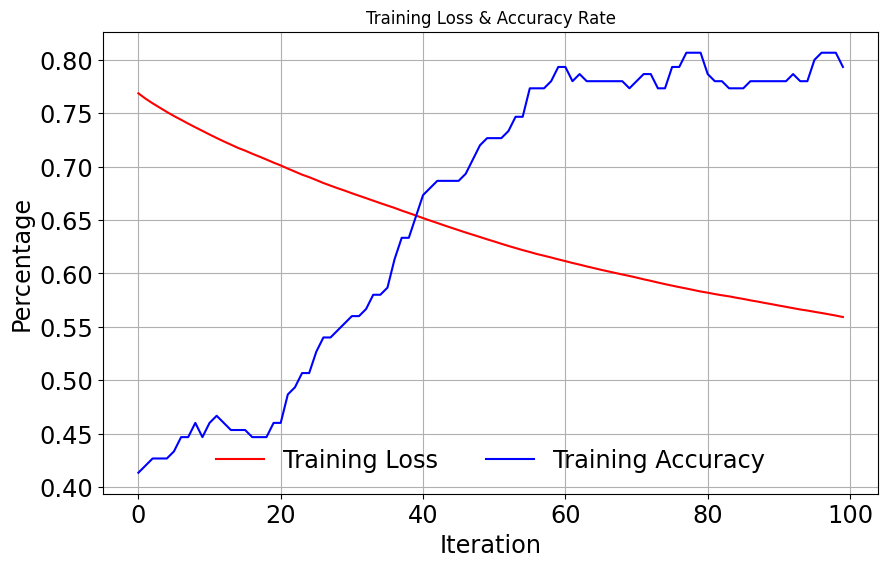 Training Loss & Accuracy Rate
0.80
0.75
0.70
0.65
0.60
0.55
0.50
0.45
0.40
Percentage
Training Loss Training Accuracy
0 20 40 60 80 100
Iteration